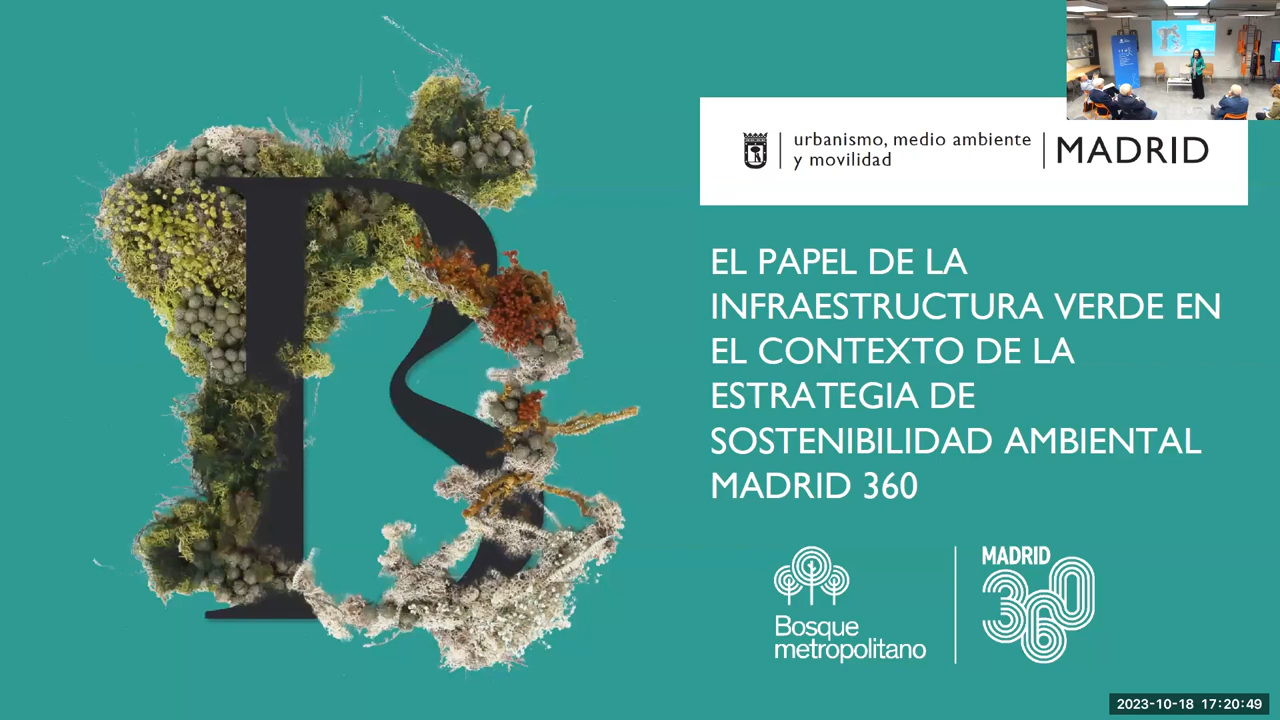 urbanismo, medio ambiente
y movilidad
MADRID
EL PAPEL DE LA
INFRAESTRUCTURA VERDE EN
EL CONTEXTO DE LA
ESTRATEGIA DE
SOSTENIBILIDAD AMBIENTAL
MADRID 360
Bosque
metropolitano
MADRID
360
2023-10-18 17:20:49